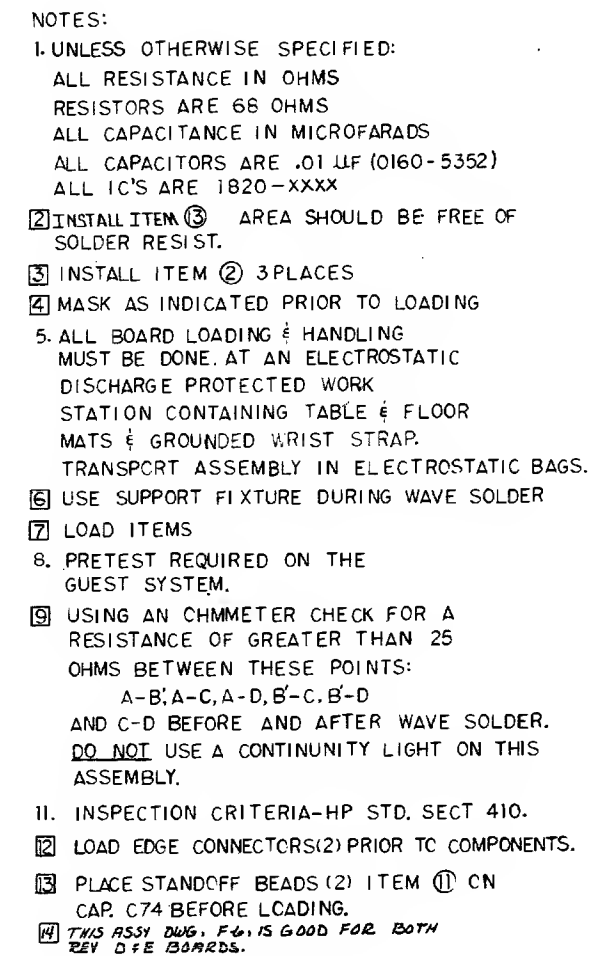 NOTES:
1. UNLESS OTHERWISE SPECIFIED:
ALL RESISTANCE IN OHMS
RESISTORS ARE 68 OHMS
ALL CAPACITANCE IN MICROFARADS
ALL CAPACITORS ARE .01 UF (0160-5352)
ALL IC'S ARE 1820-XXXX
2 INSTALL ITEM 13 AREA SHOULD BE FREE OF
SOLDER RESIST.
3 INSTALL ITEM 2 3 PLACES
4 MASK AS INDICATED PRIOR TO LOADING
5. ALL BOARD LOADING & HANDLING
MUST BE DONE. AT AN ELECTROSTATIC
DISCHARGE PROTECTED WORK
STATION CONTAINING TABLE & FLOOR
MATS & GROUNDED WRIST STRAP.
TRANSPORT ASSEMBLY IN ELECTROSTATIC BAGS.
6 USE SUPPORT FIXTURE DURING WAVE SOLDER
7 LOAD ITEMS
8. PRETEST REQUIRED ON THE
GUEST SYSTEM.
9 USING AN OHMMETER CHECK FOR A
RESISTANCE OF GREATER THAN 25
OHMS BETWEEN THESE POINTS:
A-B', A-C, A-D, B'-C, B'-D
AND C-D BEFORE AND AFTER WAVE SOLDER.
DO NOT USE A CONTINUNITY LIGHT ON THIS
ASSEMBLY.
11. INSPECTION CRITERIA-HP STD. SECT 410.
12 LOAD EDGE CONNECTORS(2) PRIOR TO COMPONENTS.
13 PLACE STANDOFF BEADS (2) ITEM 11 ON
CAP. C74 BEFORE LOADING.
14 THIS ASSY DWG. F6, IS GOOD FOR BOTH
REV D & E BOARDS.